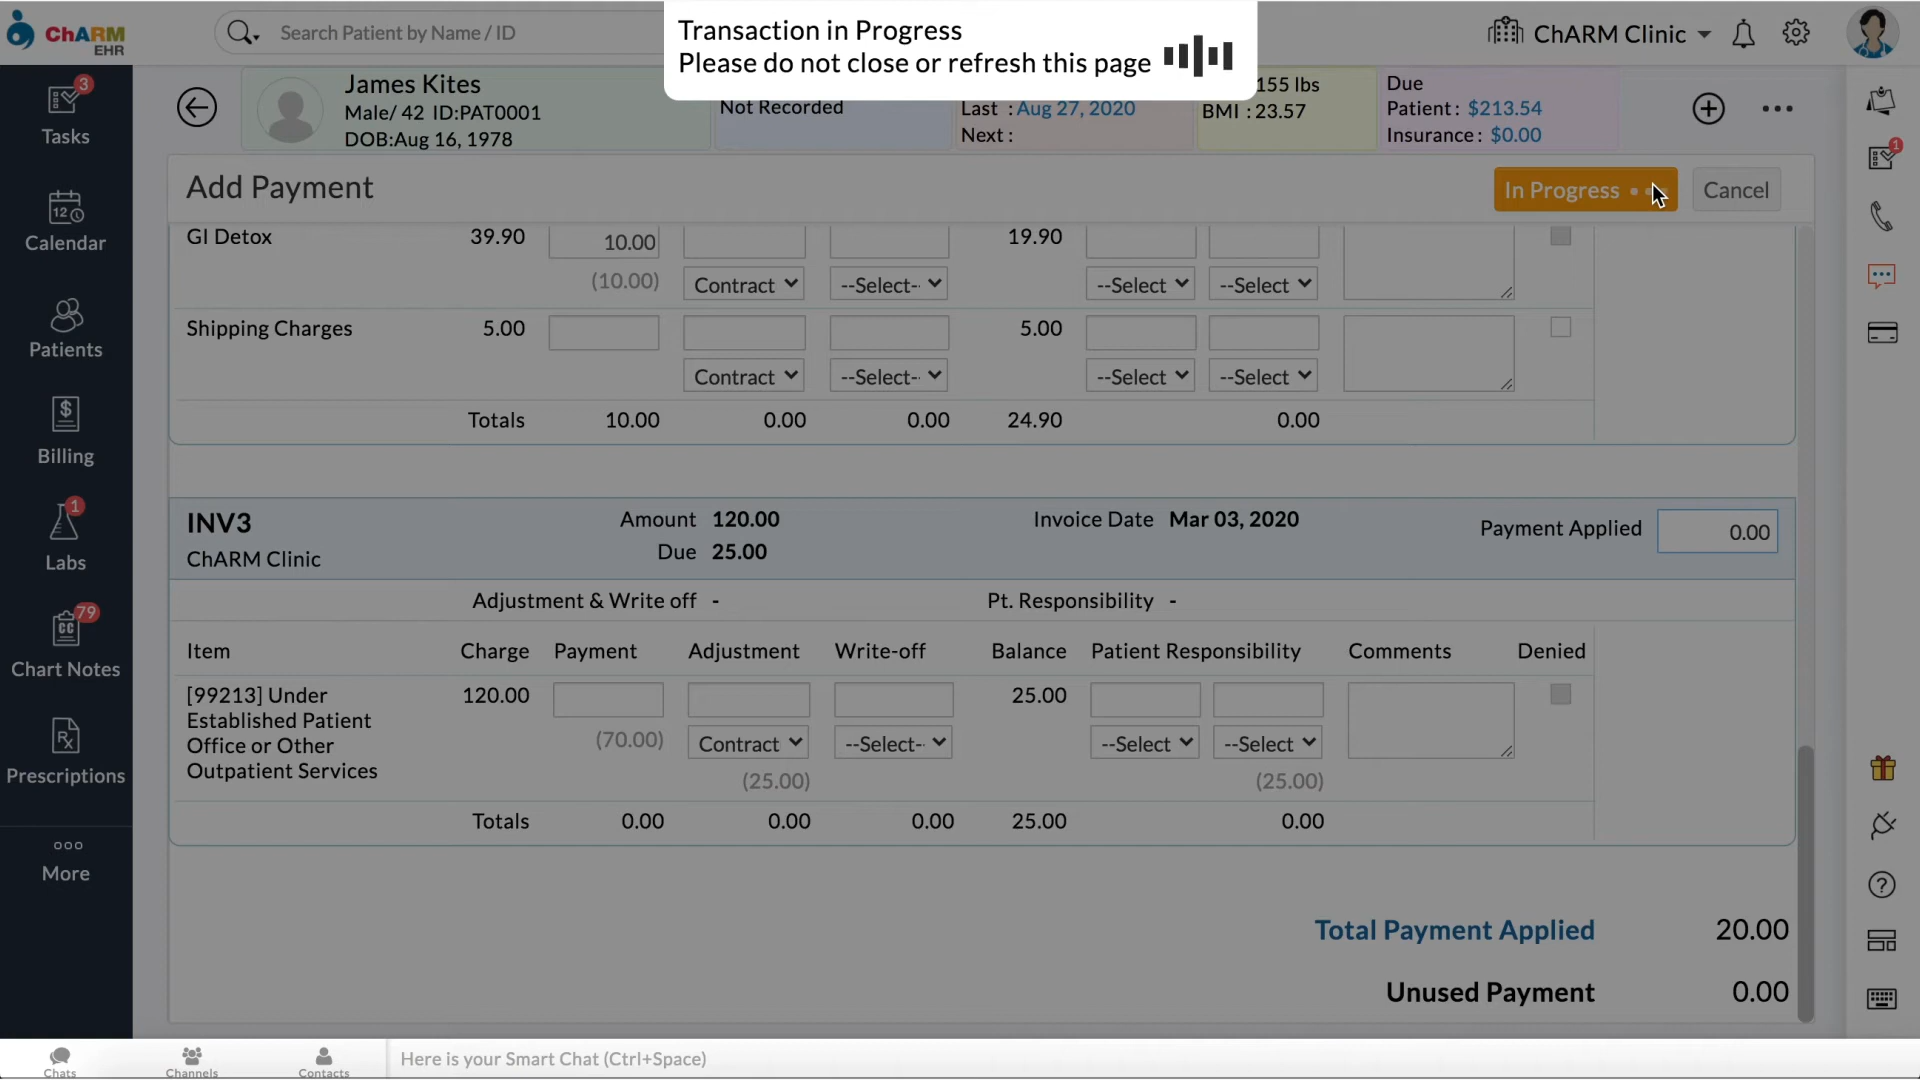 ChARM
EHR
Search Patient by Name / ID
Transaction in Progress
Please do not close or refresh this page
ChARM Clinic
James Kites
Male/ 42 ID:PAT0001
DOB:Aug 16, 1978
Not Recorded
Last : Aug 27, 2020
Next :
155 lbs
BMI : 23.57
Due
Patient: $213.54
Insurance: $0.00
3
Tasks
12
Calendar
Patients
Billing
1
Labs
79
CC
Chart Notes
Rx
Prescriptions
More
Add Payment
In Progress
Cancel
GI Detox 39.90 10.00 19.90
(10.00) Contract --Select- --Select --Select
Shipping Charges 5.00 5.00
Contract --Select- --Select --Select
Totals 10.00 0.00 0.00 24.90 0.00
INV3 Amount 120.00 Invoice Date Mar 03, 2020 Payment Applied 0.00
ChARM Clinic Due 25.00
Adjustment & Write off - Pt. Responsibility -
Item Charge Payment Adjustment Write-off Balance Patient Responsibility Comments Denied
[99213] Under 120.00 25.00
Established Patient
Office or Other (70.00) Contract --Select- --Select --Select
Outpatient Services (25.00) (25.00)
Totals 0.00 0.00 0.00 25.00 0.00
Total Payment Applied 20.00
Unused Payment 0.00
1
Chats
Channels
Contacts
Here is your Smart Chat (Ctrl+Space)